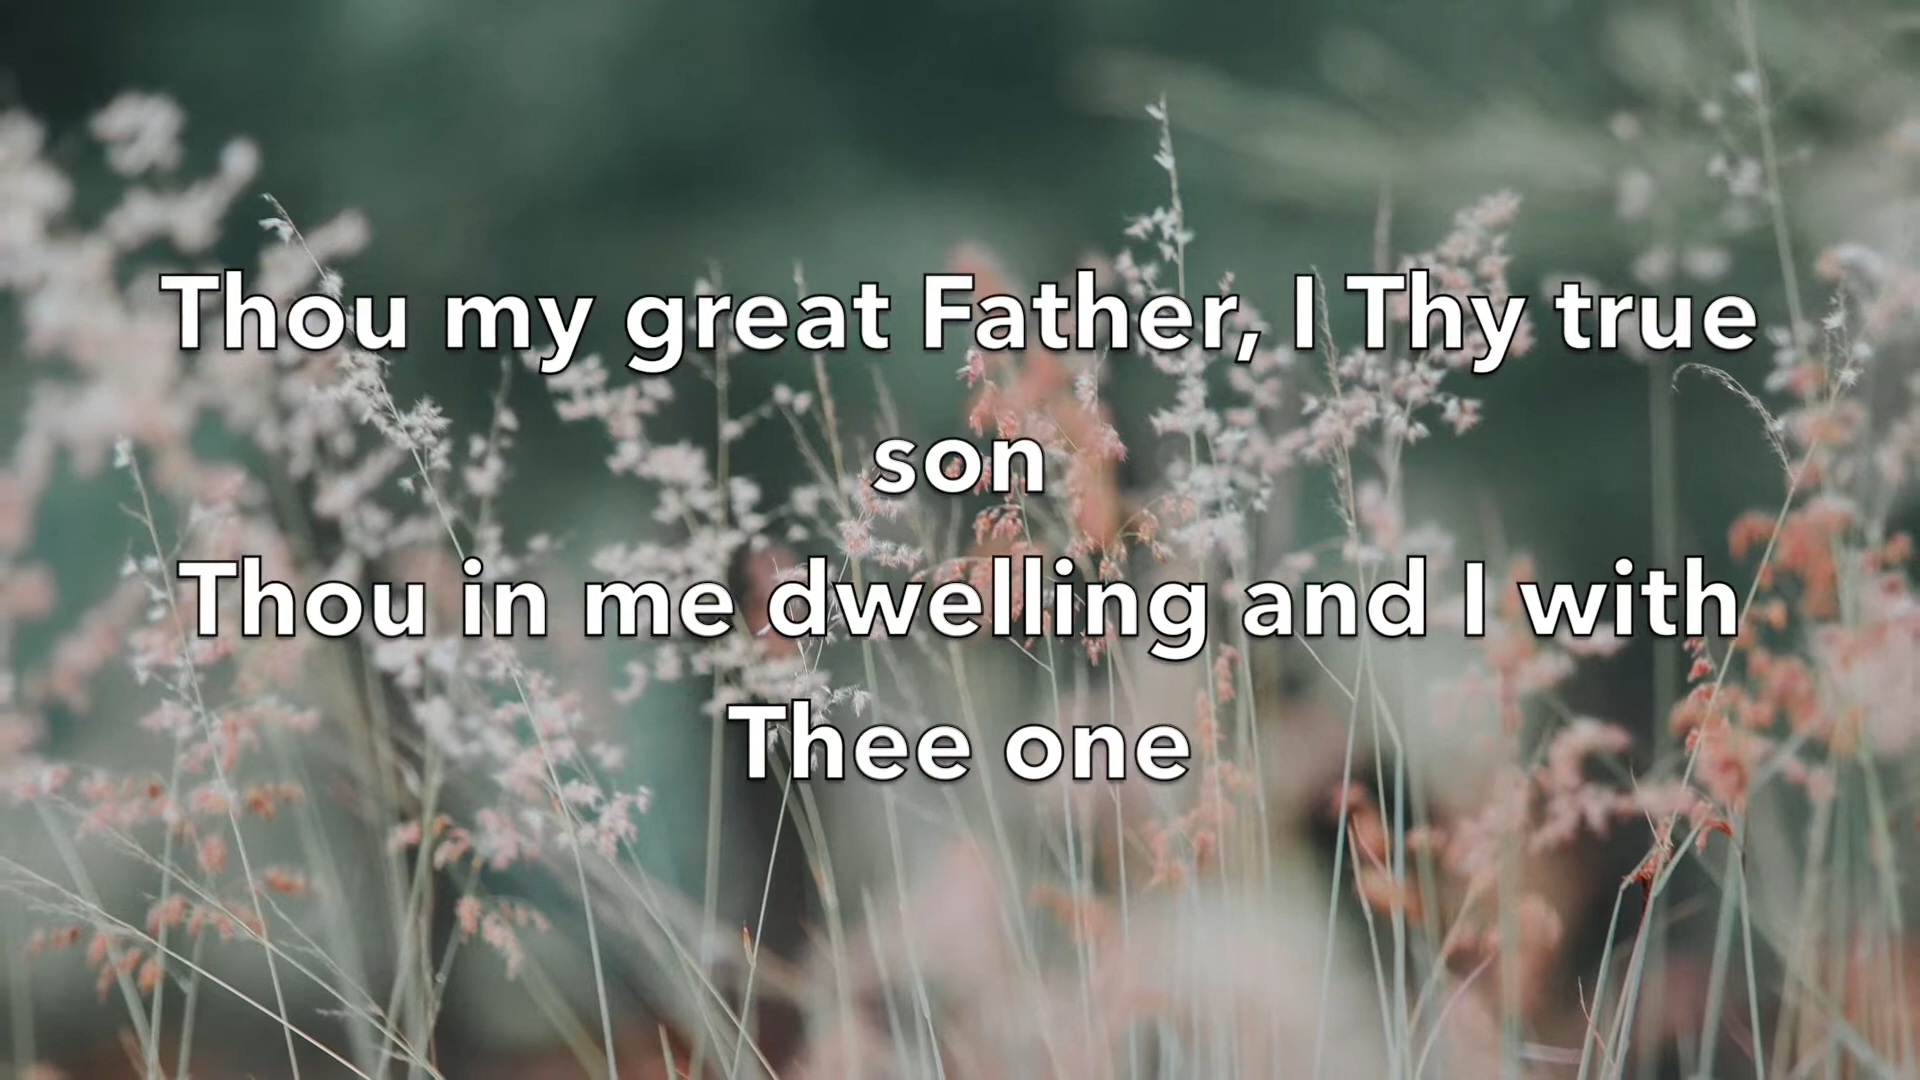 Thou my great Father, I Thy true
son
Thou in me dwelling and I with
Thee one